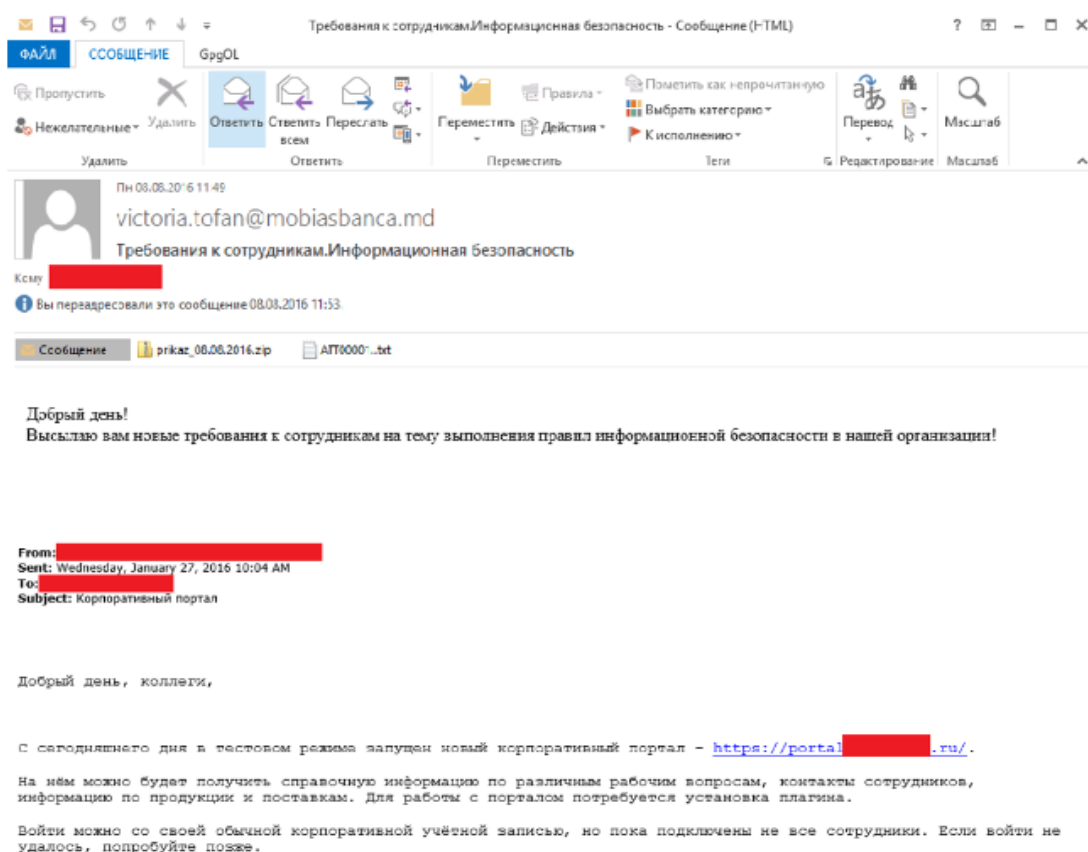 Требования к сотрудникам.Информационная безопасность - Сообщение (HTML)
ФАЙЛ ССОБЩЕНИЕ GpgOL
Пропустить
Нежелательные
Удалить
Ответить
Ответить всем
Переслать
Переместить
Правила
Действия
Пометить как непрочитанную
Выбрать категорию
К исполнению
Перевод
Масштаб
Удалить Ответить Переместить Теги Редактирование Масштаб
Пн 08.08.2016 11:49
victoria.tofan@mobiasbanca.md
Требования к сотрудникам.Информационная безопасность
Кому
Вы переадресовали это сообщение 08.08.2016 11:53.
Сообщение prikaz_08.08.2016.zip ATT00001...txt
Добрый день!
Высылаю вам новые требования к сотрудникам на тему выполнения правил информационной безопасности в нашей организации!
From:
Sent: Wednesday, January 27, 2016 10:04 AM
To:
Subject: Корпоративный портал
Добрый день, коллеги,
С сегодняшнего дня в тестовом режиме запущен новый корпоративный портал – https://portal .ru/.
На нём можно будет получить справочную информацию по различным рабочим вопросам, контакты сотрудников,
информацию по продукции и поставкам. Для работы с порталом потребуется установка плагина.
Войти можно со своей обычной корпоративной учётной записью, но пока подключены не все сотрудники. Если войти не
удалось, попробуйте позже.